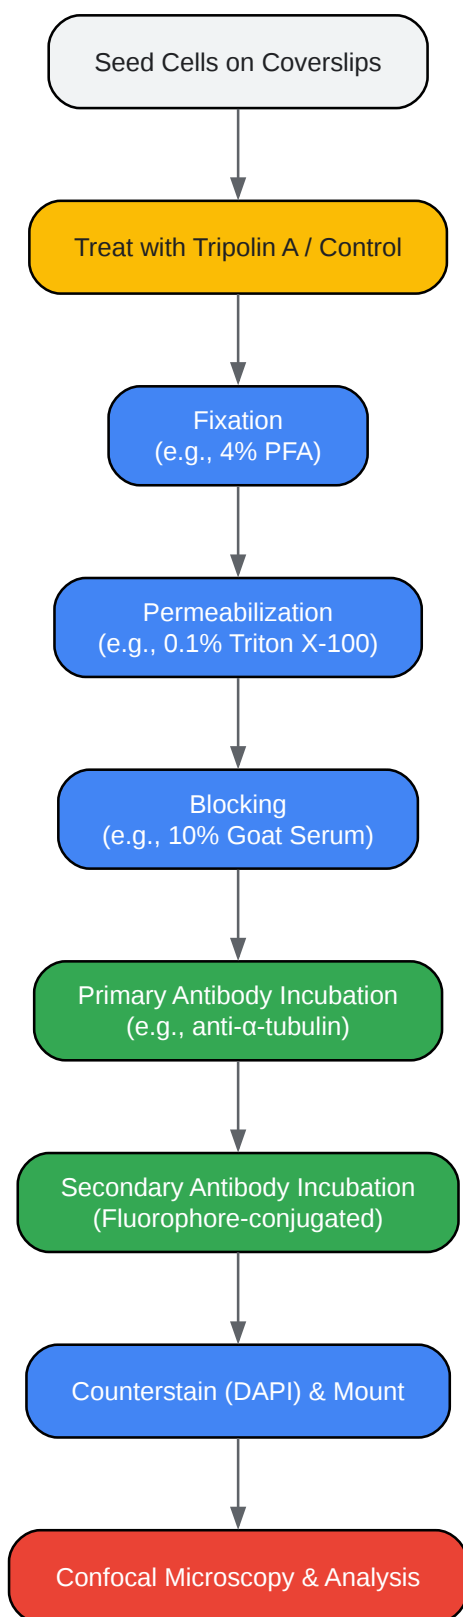 Seed Cells on Coverslips
Treat with Tripolin A / Control
Fixation
(e.g., 4% PFA)
Permeabilization
(e.g., 0.1% Triton X-100)
Blocking
(e.g., 10% Goat Serum)
Primary Antibody Incubation
(e.g., anti-α-tubulin)
Secondary Antibody Incubation
(Fluorophore-conjugated)
Counterstain (DAPI) & Mount
Confocal Microscopy & Analysis